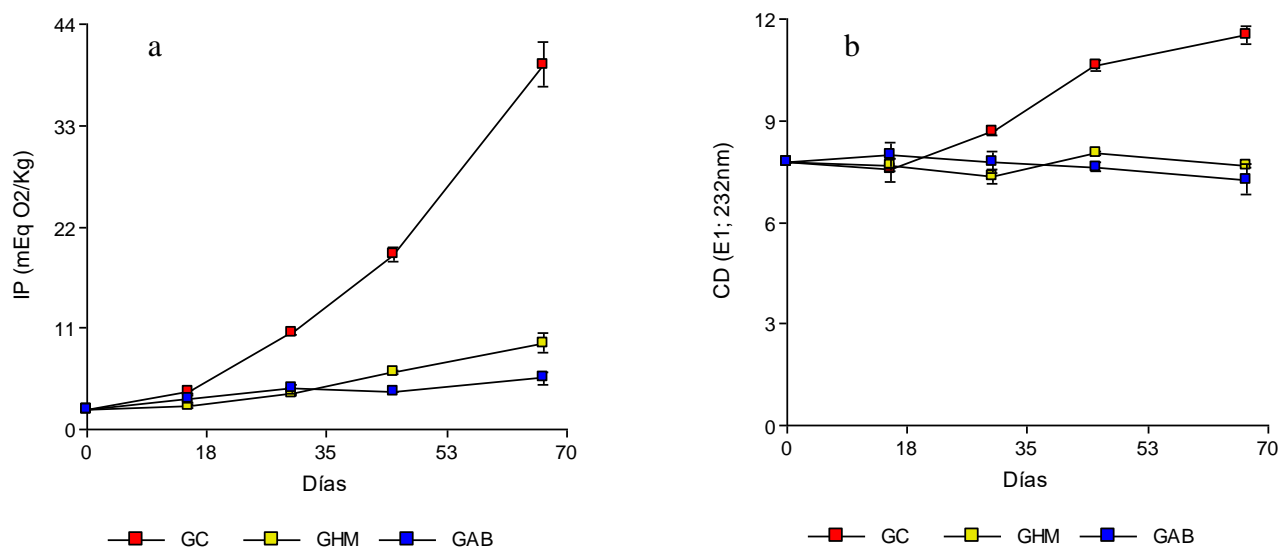 a
44
33
22
11
0
IP (mEq O2/Kg)
0 18 35 53 70
Días
GC GHM GAB
b
12
9
6
3
0
CD (E1; 232nm)
0 18 35 53 70
Días
GC GHM GAB